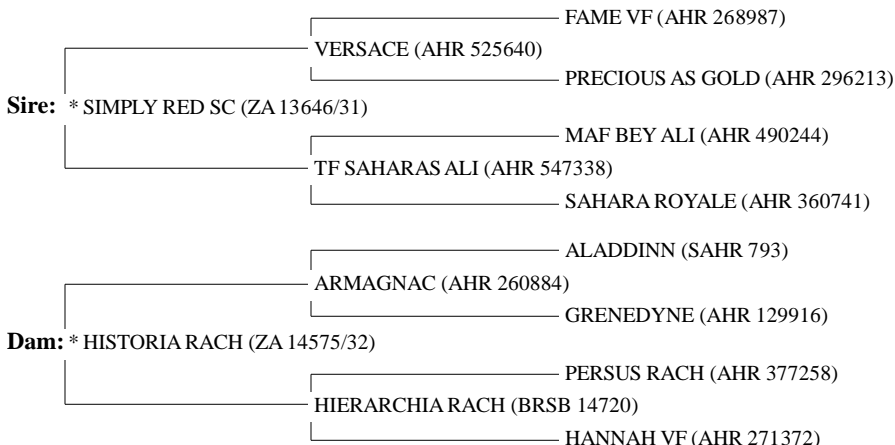 FAME VF (AHR 268987)
VERSACE (AHR 525640)
PRECIOUS AS GOLD (AHR 296213)
Sire: * SIMPLY RED SC (ZA 13646/31)
MAF BEY ALI (AHR 490244)
TF SAHARAS ALI (AHR 547338)
SAHARA ROYALE (AHR 360741)
ALADDINN (SAHR 793)
ARMAGNAC (AHR 260884)
GRENEDYNE (AHR 129916)
Dam: * HISTORIA RACH (ZA 14575/32)
PERSUS RACH (AHR 377258)
HIERARCHIA RACH (BRSB 14720)
HANNAH VF (AHR 271372)